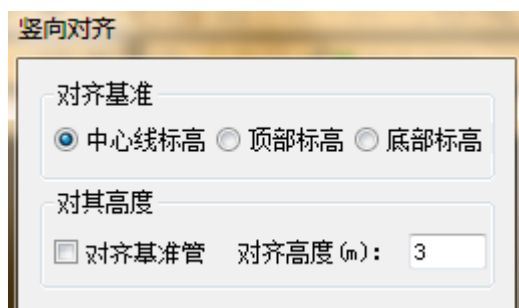 竖向对齐
对齐基准
中心线标高 顶部标高 底部标高
对其高度
对齐基准管 对齐高度(m): 3